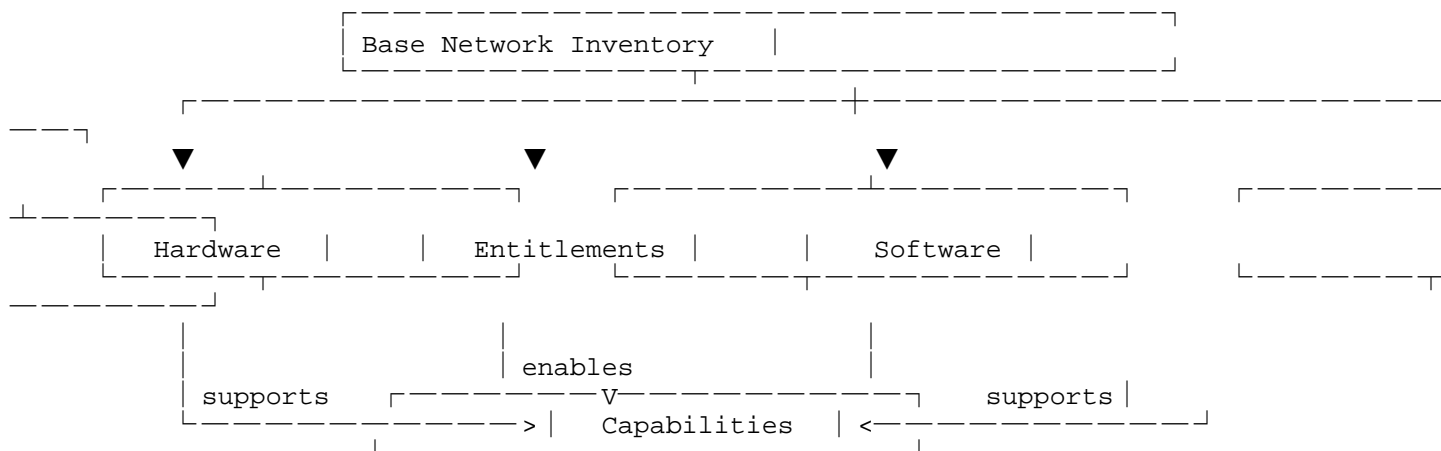 Base Network Inventory
Hardware Entitlements Software
enables
supports V supports
> Capabilities <